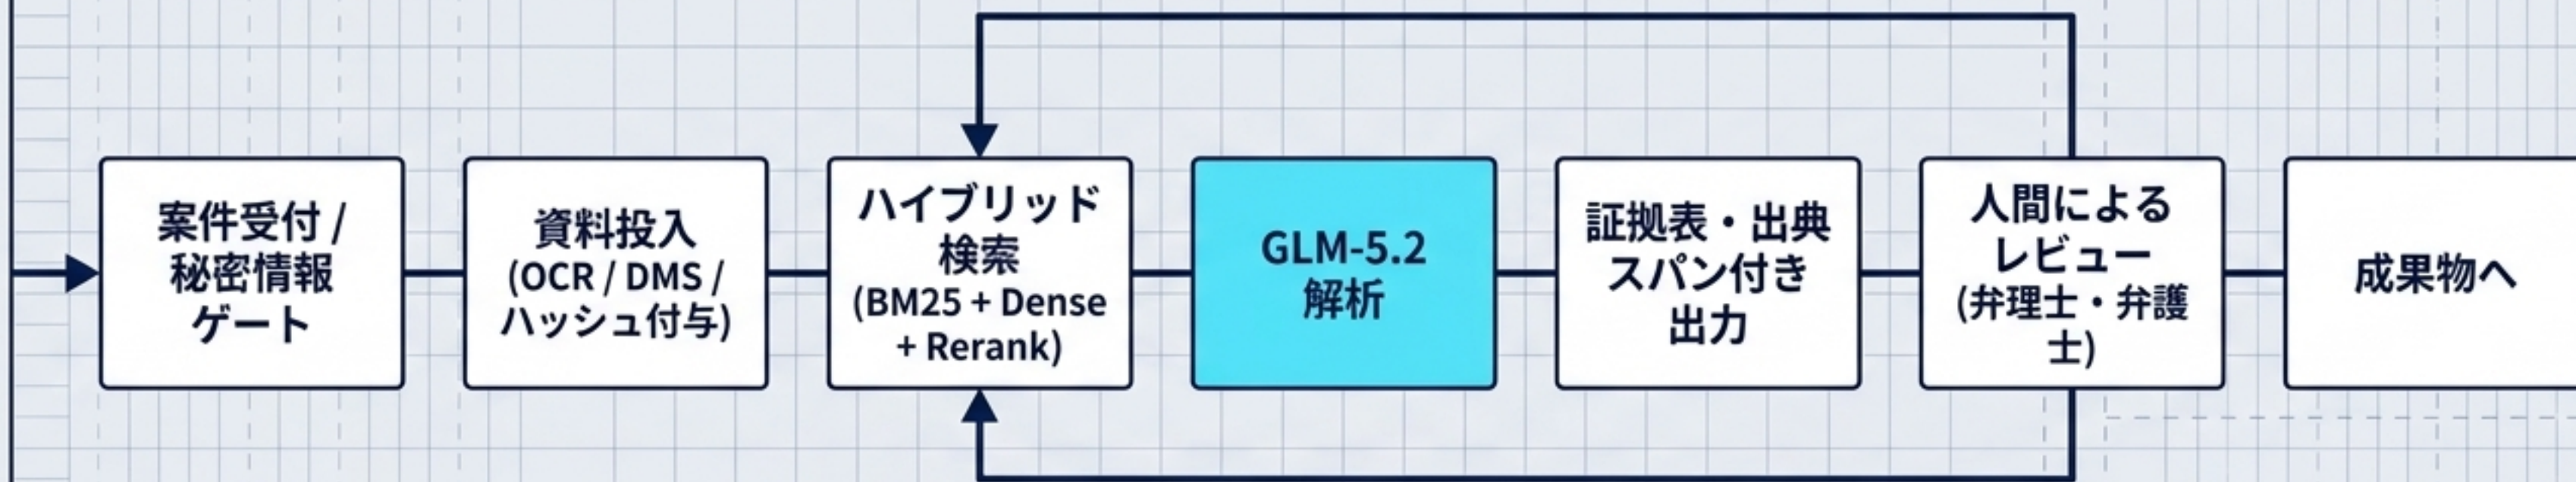 案件受付 /
秘密情報
ゲート
資料投入
(OCR / DMS /
ハッシュ付与)
ハイブリッド
検索
(BM25 + Dense
+ Rerank)
GLM-5.2
解析
証拠表・出典
スパン付き
出力
人間による
レビュー
(弁理士・弁護
士)
成果物へ